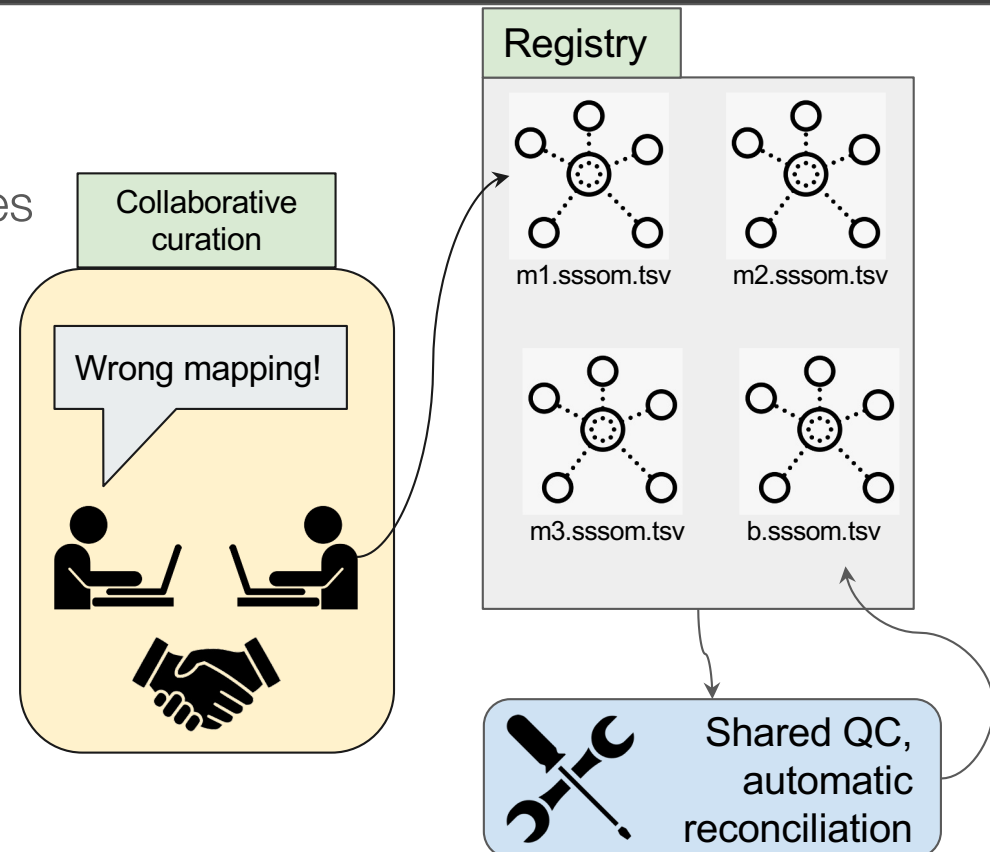 Registry
es
Collaborative
curation
Wrong mapping!
m1.sssom.tsv
m2.sssom.tsv
m3.sssom.tsv
b.sssom.tsv
Shared QC,
automatic
reconciliation